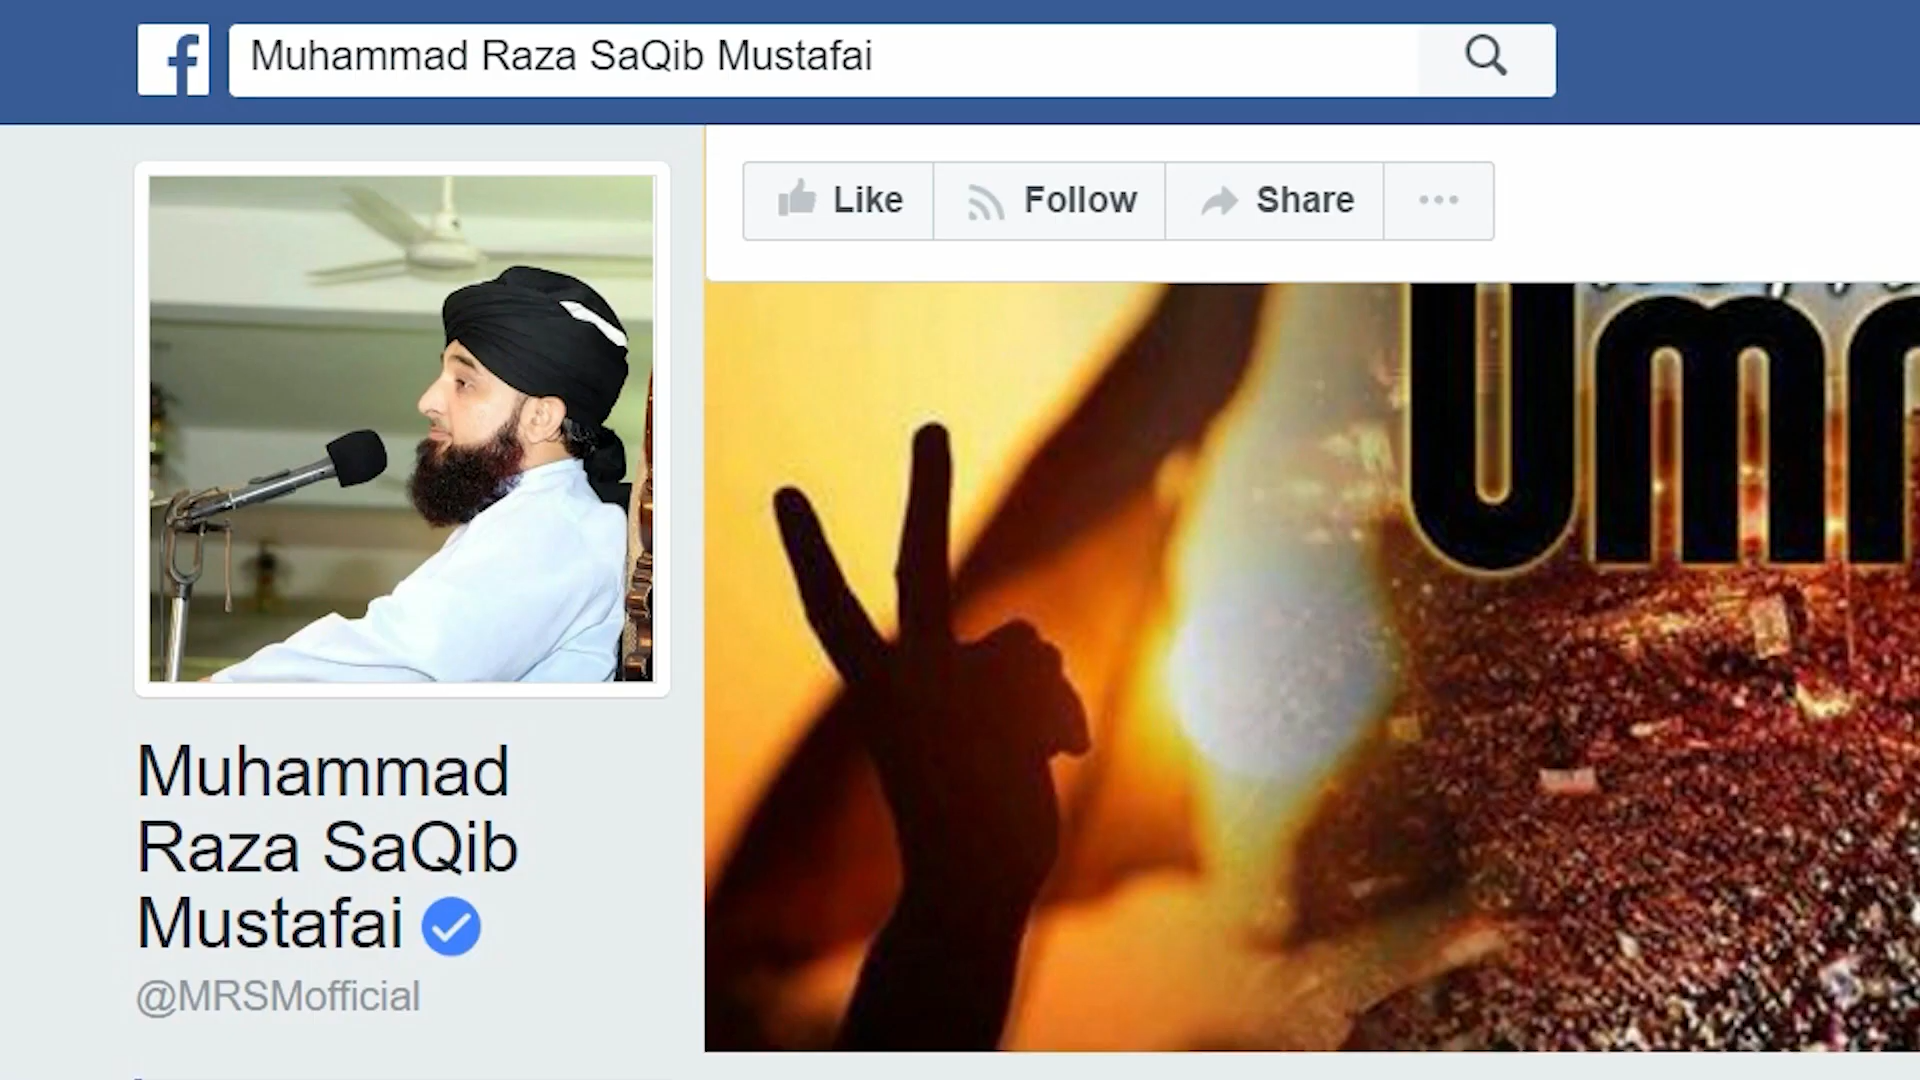 Muhammad Raza SaQib Mustafai
Like Follow Share
Muhammad
Raza SaQib
Mustafai
@MRSMofficial